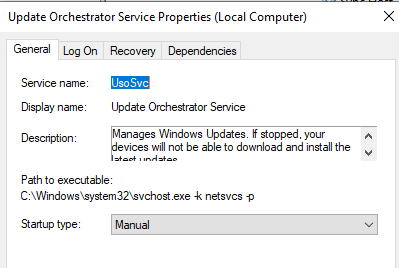 Update Orchestrator Service Properties (Local Computer)
General Log On Recovery Dependencies
Service name: UsoSvc
Display name: Update Orchestrator Service
Description: Manages Windows Updates. If stopped, your
devices will not be able to download and install the
latest updates
Path to executable:
C:\Windows\system32\svchost.exe -k netsvcs -p
Startup type: Manual